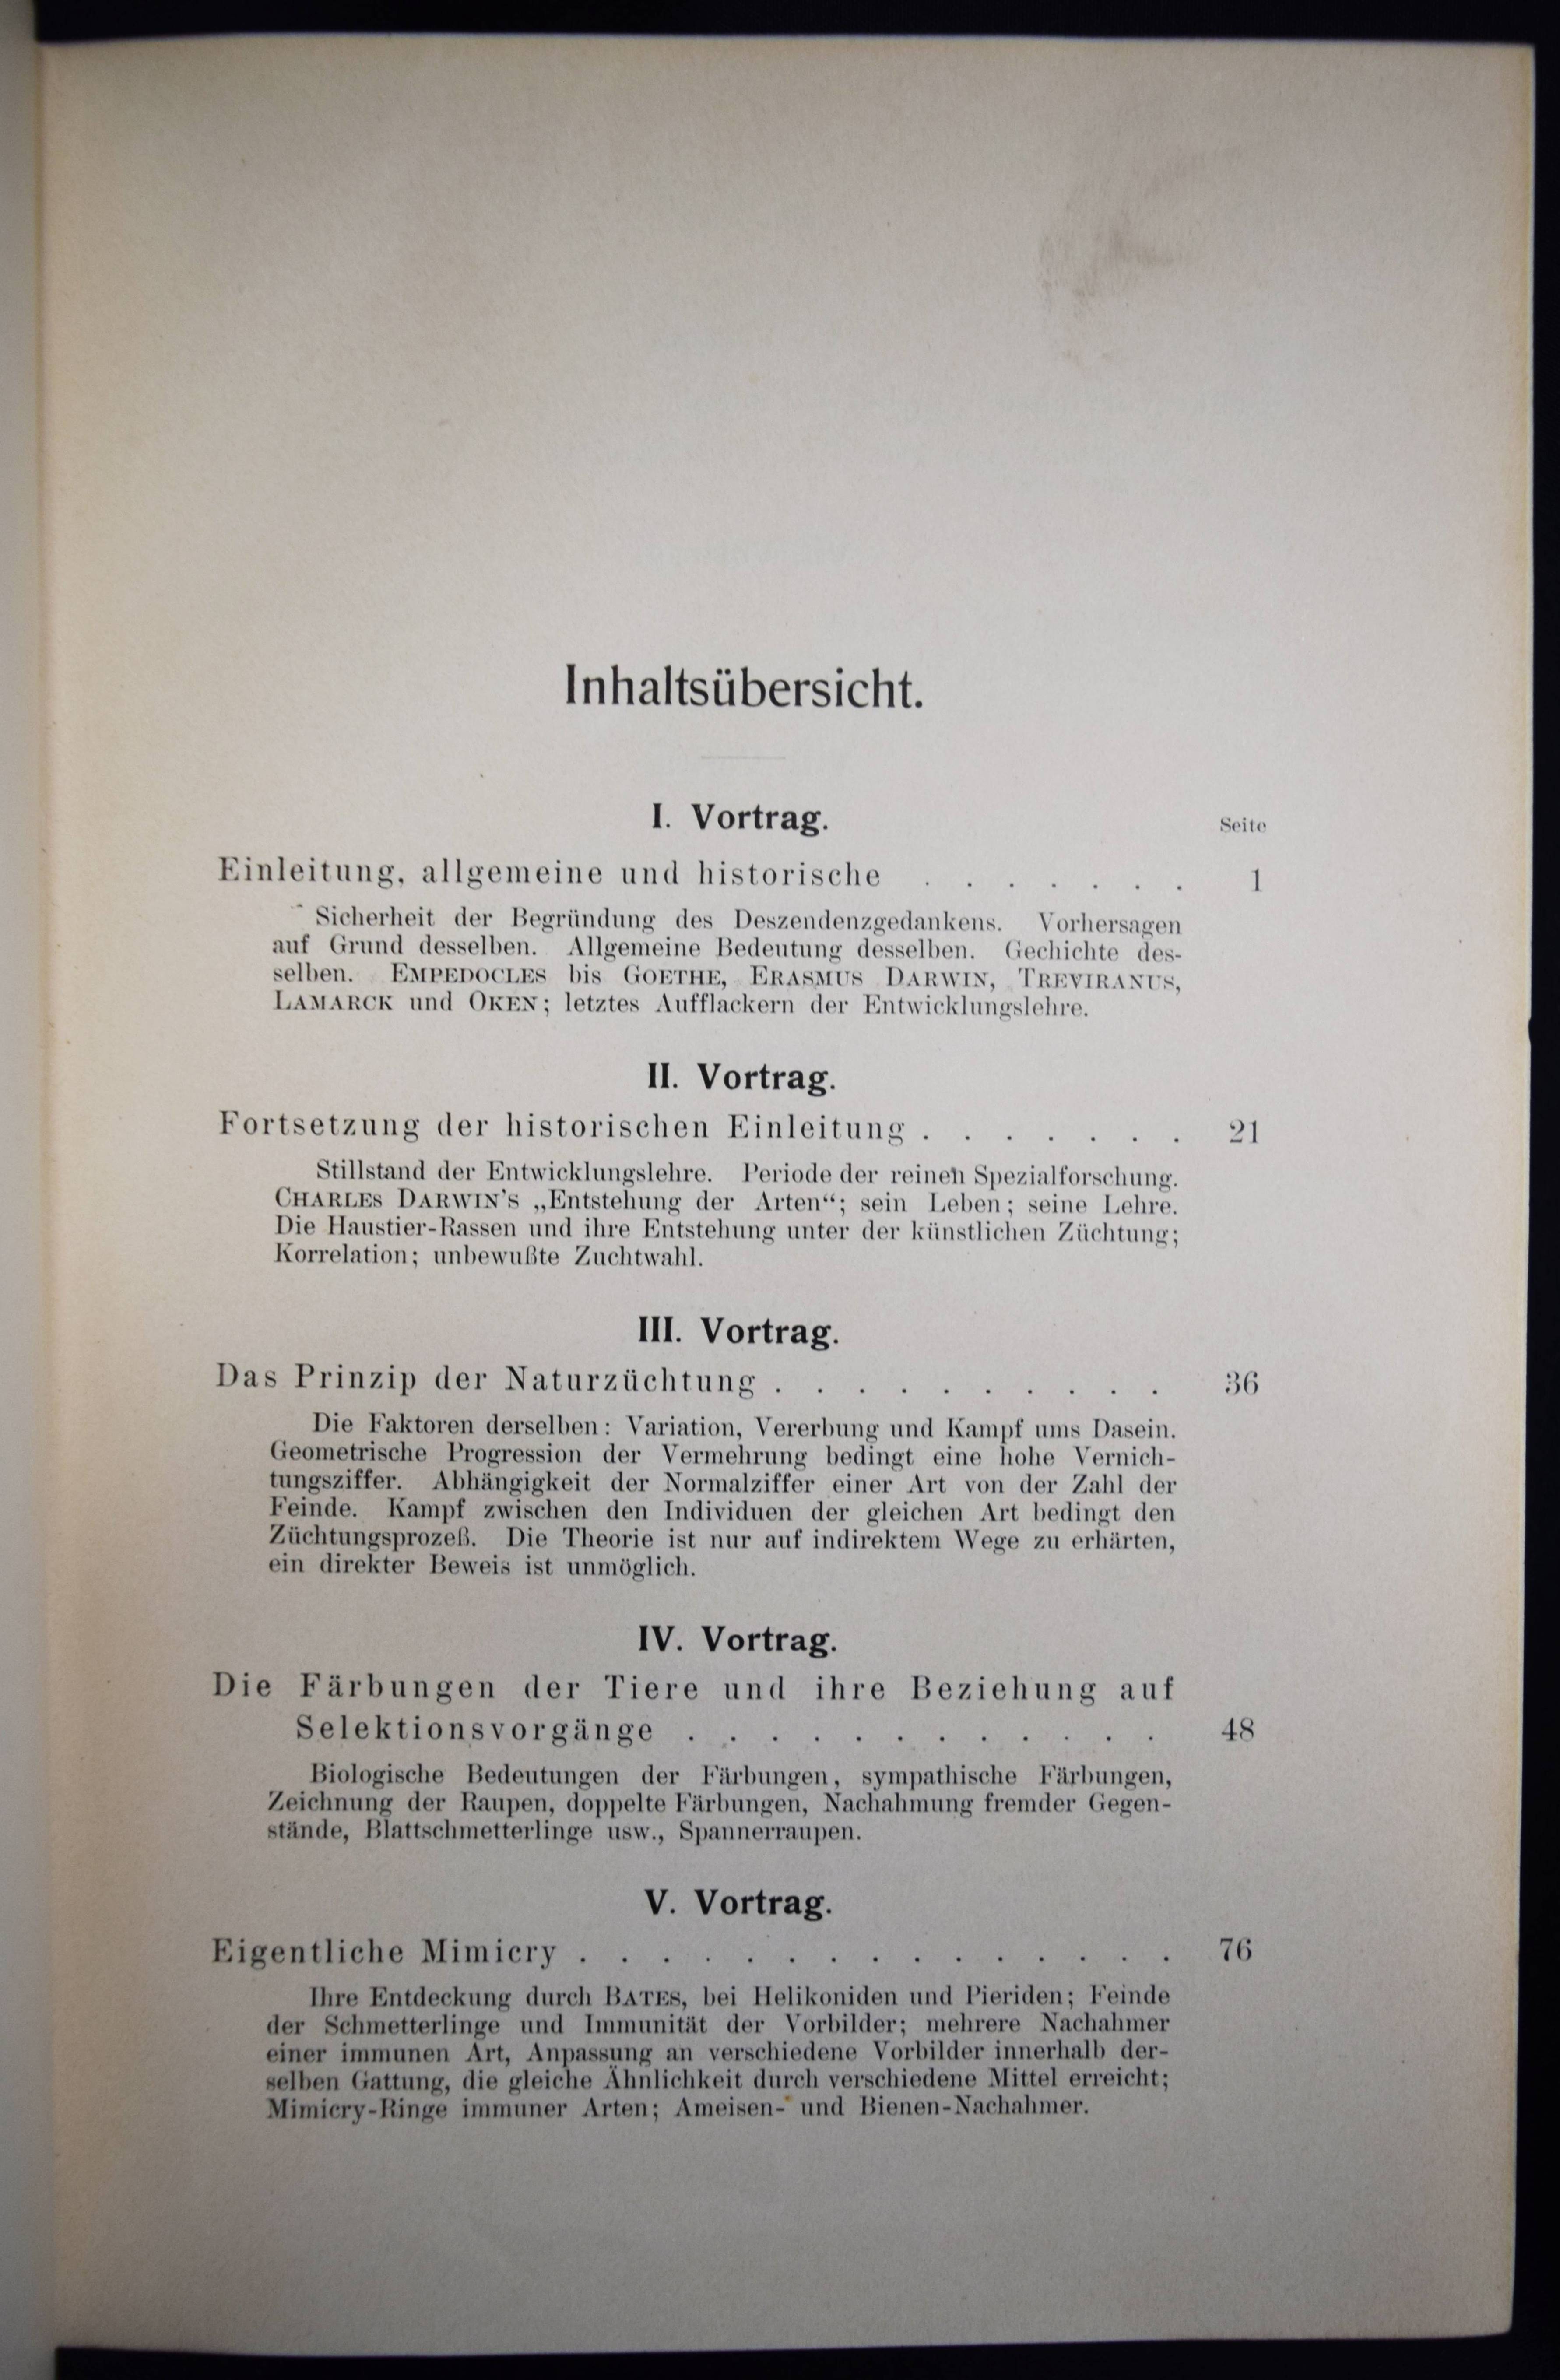 Inhaltsübersicht.
I. Vortrag.
Seite
Einleitung, allgemeine und historische . . . . . . . 1
Sicherheit der Begründung des Deszendenzgedankens. Vorhersagen
auf Grund desselben. Allgemeine Bedeutung desselben. Gechichte des-
selben. EMPEDOCLES bis GOETHE, ERASMUS DARWIN, TREVIRANUS,
LAMARCK und OKEN; letztes Aufflackern der Entwicklungslehre.
II. Vortrag.
Fortsetzung der historischen Einleitung . . . . . . . 21
Stillstand der Entwicklungslehre. Periode der reinen Spezialforschung.
CHARLES DARWIN'S „Entstehung der Arten“; sein Leben; seine Lehre.
Die Haustier-Rassen und ihre Entstehung unter der künstlichen Züchtung;
Korrelation; unbewußte Zuchtwahl.
III. Vortrag.
Das Prinzip der Naturzüchtung . . . . . . . . . . 36
Die Faktoren derselben: Variation, Vererbung und Kampf ums Dasein.
Geometrische Progression der Vermehrung bedingt eine hohe Vernich-
tungsziffer. Abhängigkeit der Normalziffer einer Art von der Zahl der
Feinde. Kampf zwischen den Individuen der gleichen Art bedingt den
Züchtungsprozeß. Die Theorie ist nur auf indirektem Wege zu erhärten,
ein direkter Beweis ist unmöglich.
IV. Vortrag.
Die Färbungen der Tiere und ihre Beziehung auf
Selektionsvorgänge . . . . . . . . . . . . 48
Biologische Bedeutungen der Färbungen, sympathische Färbungen,
Zeichnung der Raupen, doppelte Färbungen, Nachahmung fremder Gegen-
stände, Blattschmetterlinge usw., Spannerraupen.
V. Vortrag.
Eigentliche Mimicry . . . . . . . . . . . . . . . 76
Ihre Entdeckung durch BATES, bei Helikoniden und Pieriden; Feinde
der Schmetterlinge und Immunität der Vorbilder; mehrere Nachahmer
einer immunen Art, Anpassung an verschiedene Vorbilder innerhalb der-
selben Gattung, die gleiche Ähnlichkeit durch verschiedene Mittel erreicht;
Mimicry-Ringe immuner Arten; Ameisen- und Bienen-Nachahmer.